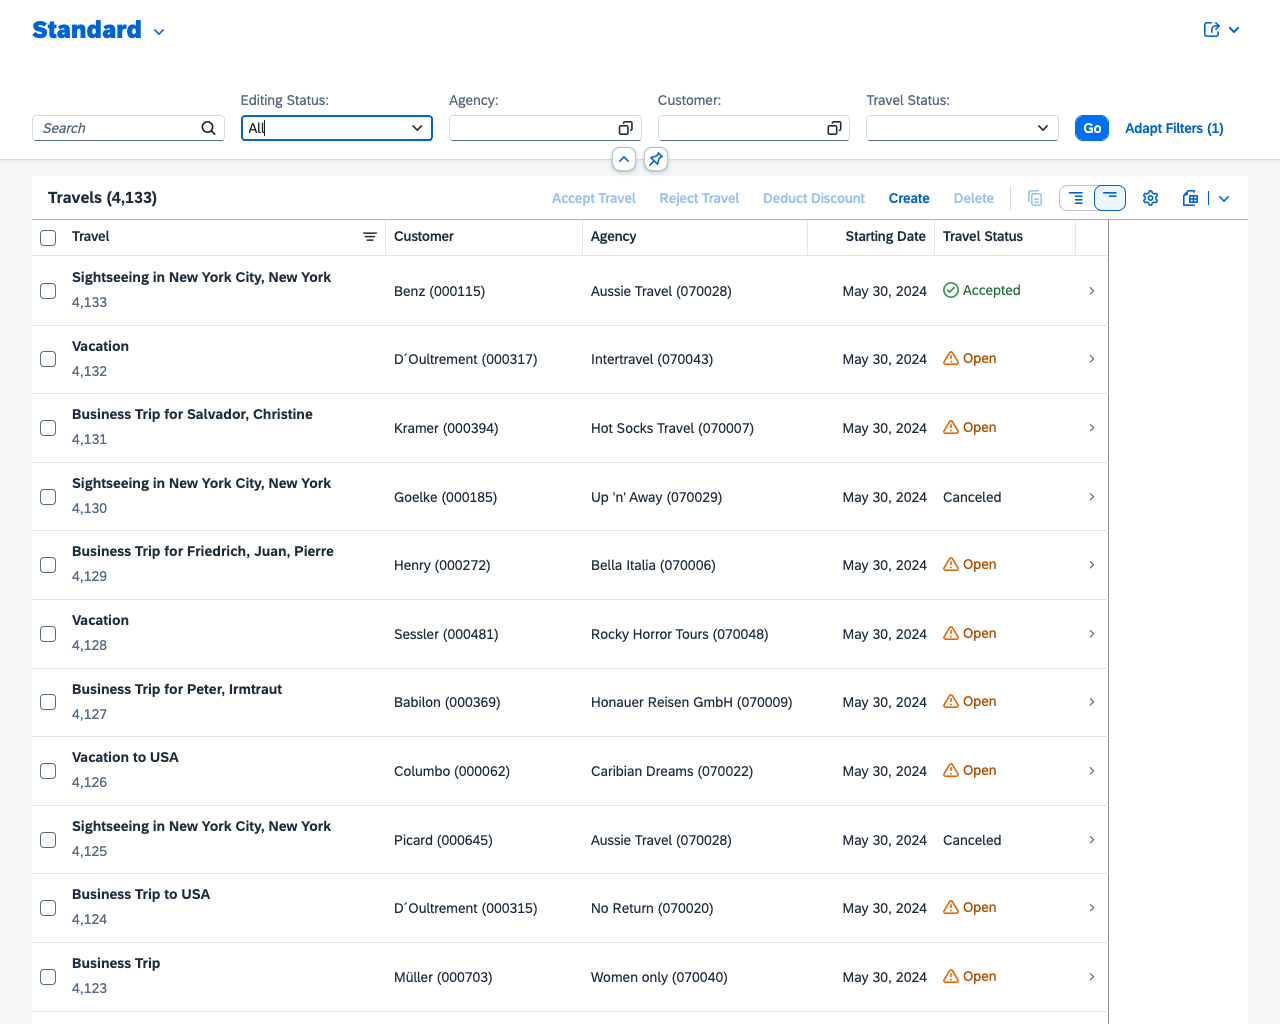 Standard
Editing Status:
Agency:
Customer:
Travel Status:
Search
All
Go
Adapt Filters (1)
Travels (4,133)
Accept Travel
Reject Travel
Deduct Discount
Create
Delete
Travel
Customer
Agency
Starting Date
Travel Status
Sightseeing in New York City, New York
4,133
Benz (000115)
Aussie Travel (070028)
May 30, 2024
Accepted
Vacation
4,132
D´Oultrement (000317)
Intertravel (070043)
May 30, 2024
Open
Business Trip for Salvador, Christine
4,131
Kramer (000394)
Hot Socks Travel (070007)
May 30, 2024
Open
Sightseeing in New York City, New York
4,130
Goelke (000185)
Up 'n' Away (070029)
May 30, 2024
Canceled
Business Trip for Friedrich, Juan, Pierre
4,129
Henry (000272)
Bella Italia (070006)
May 30, 2024
Open
Vacation
4,128
Sessler (000481)
Rocky Horror Tours (070048)
May 30, 2024
Open
Business Trip for Peter, Irmtraut
4,127
Babilon (000369)
Honauer Reisen GmbH (070009)
May 30, 2024
Open
Vacation to USA
4,126
Columbo (000062)
Caribian Dreams (070022)
May 30, 2024
Open
Sightseeing in New York City, New York
4,125
Picard (000645)
Aussie Travel (070028)
May 30, 2024
Canceled
Business Trip to USA
4,124
D´Oultrement (000315)
No Return (070020)
May 30, 2024
Open
Business Trip
4,123
Müller (000703)
Women only (070040)
May 30, 2024
Open